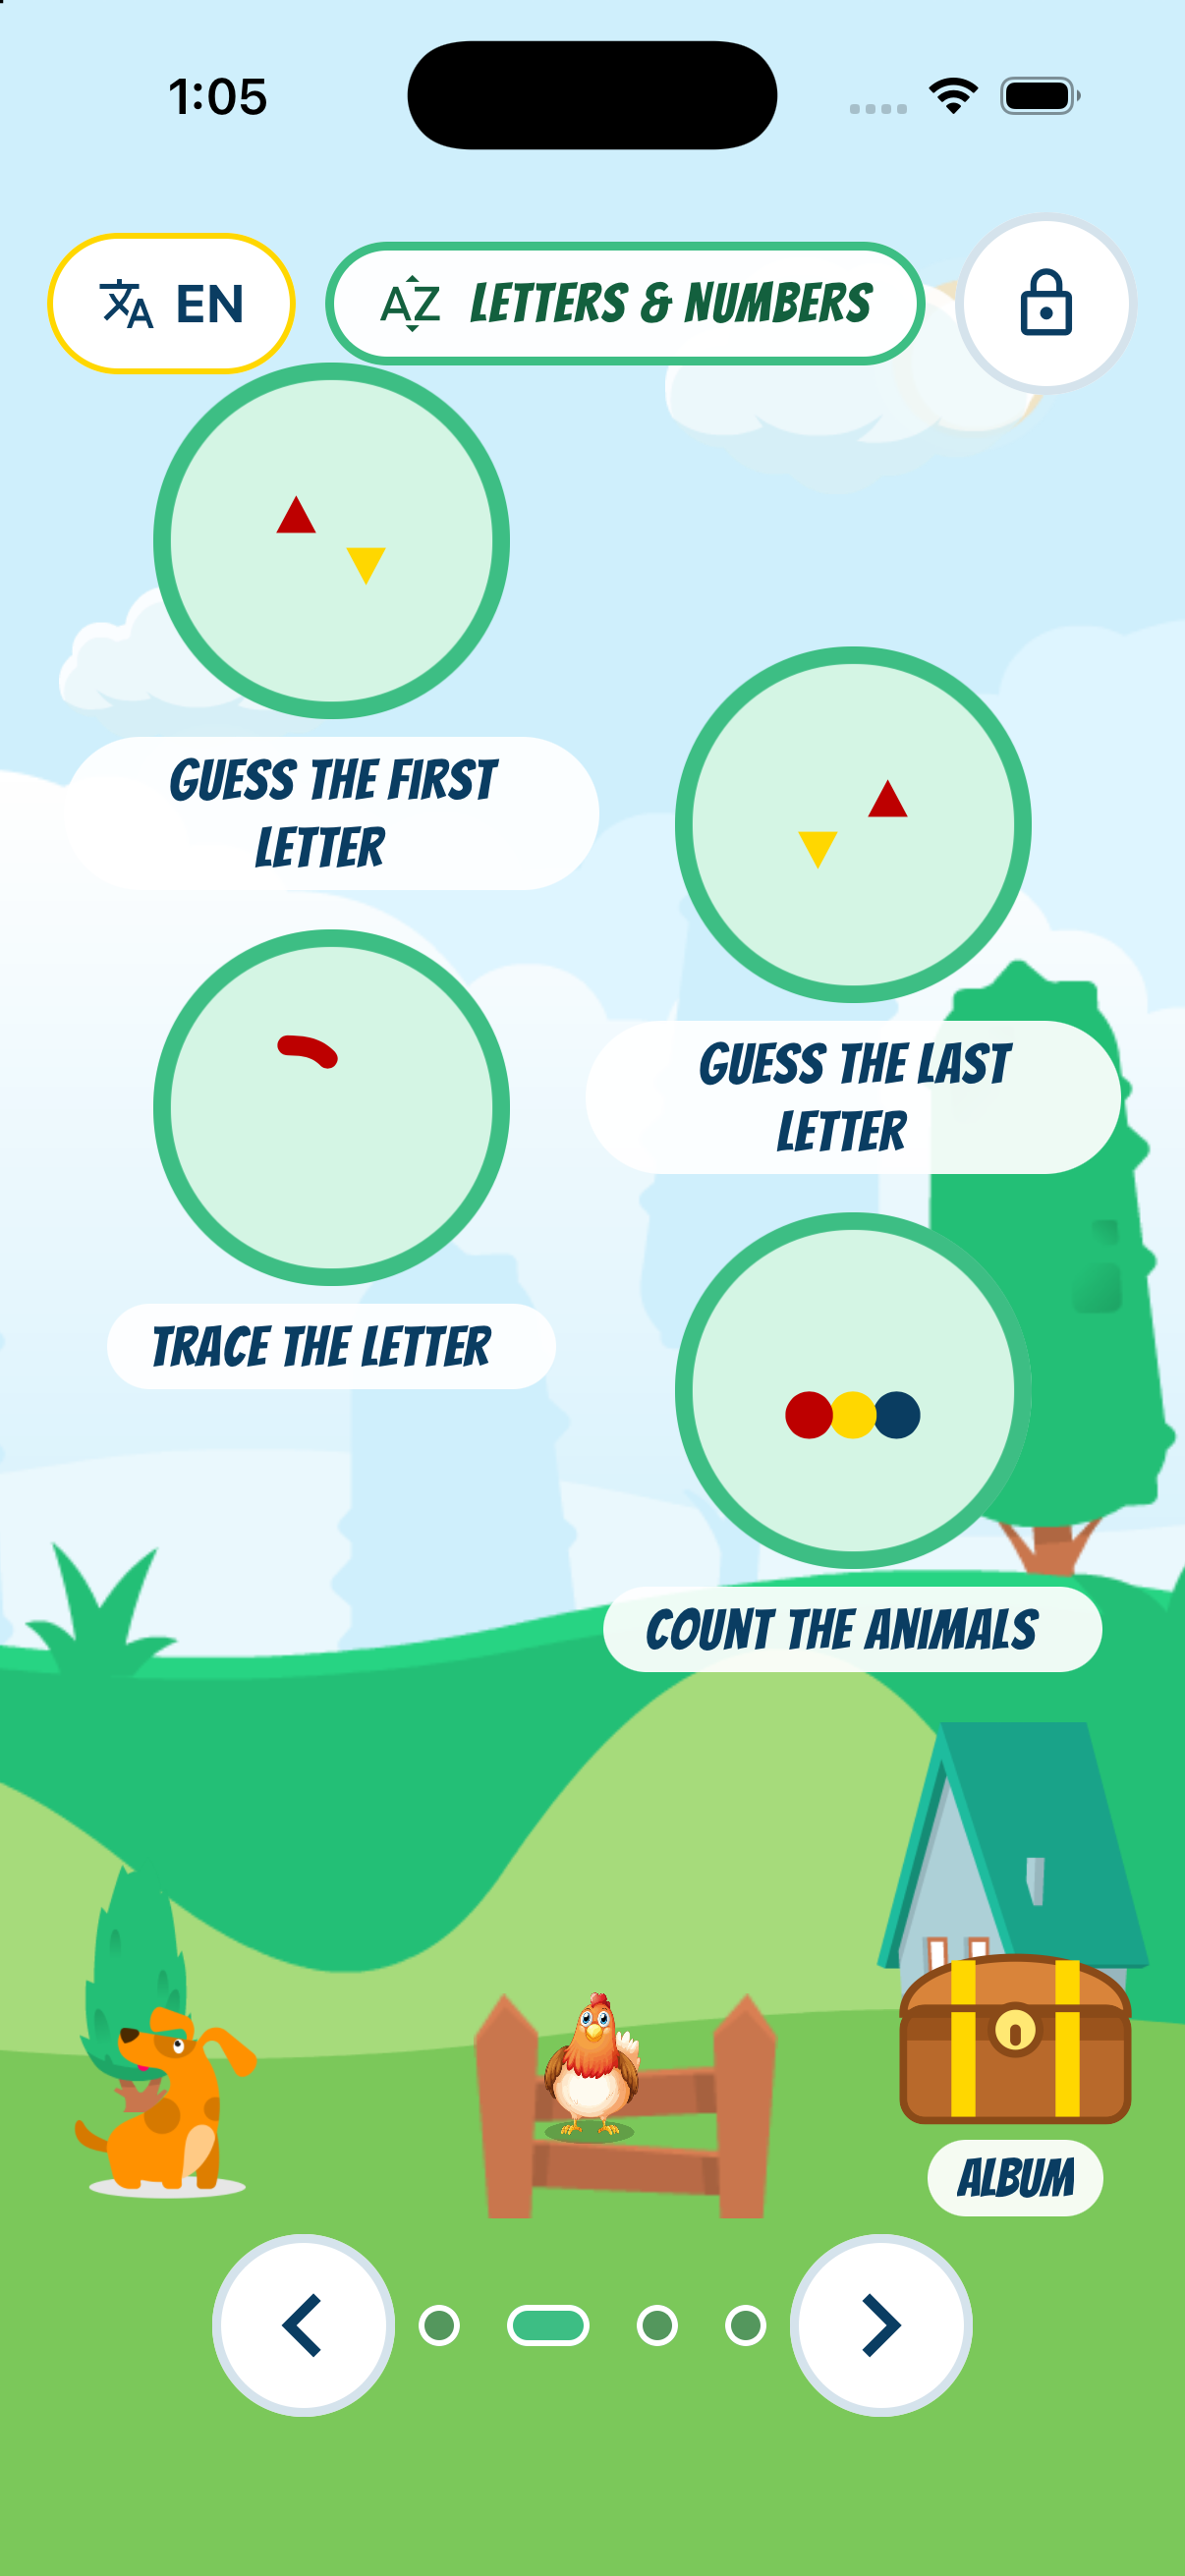 1:05
EN
AZ LETTERS & NUMBERS
GUESS THE FIRST
LETTER
GUESS THE LAST
LETTER
TRACE THE LETTER
COUNT THE ANIMALS
ALBUM